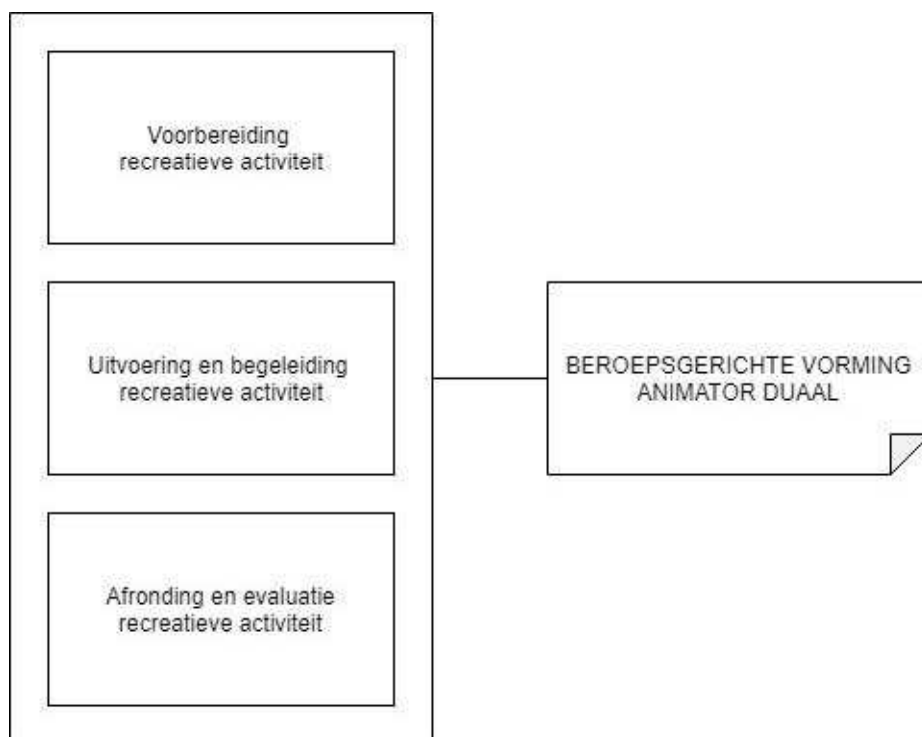 Voorbereiding
recreatieve activiteit
Uitvoering en begeleiding
recreatieve activiteit
BEROEPSGERICHTE VORMING
ANIMATOR DUAAL
Afronding en evaluatie
recreatieve activiteit